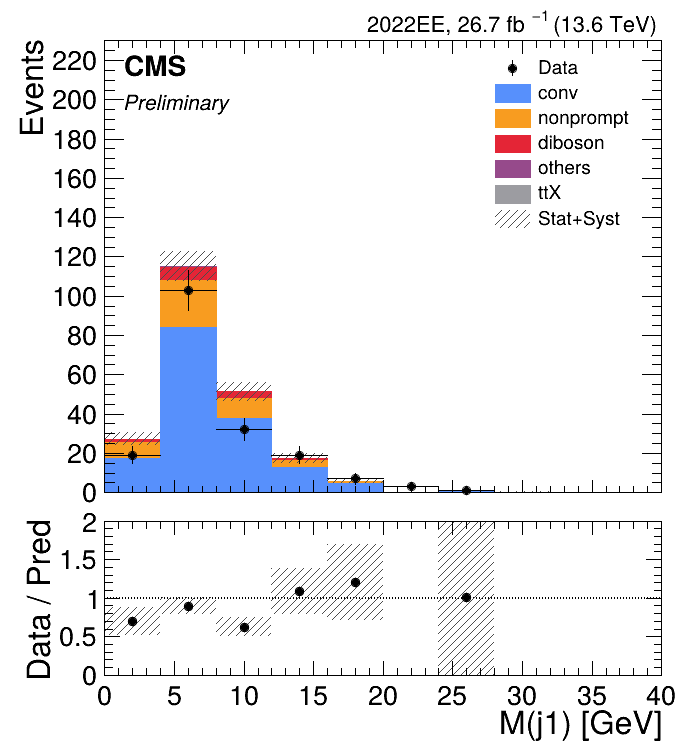 2022EE, 26.7 fb⁻¹ (13.6 TeV)
CMS
Preliminary
Events
220
200
180
160
140
120
100
80
60
40
20
0
Data
conv
nonprompt
diboson
others
ttX
Stat+Syst
Data / Pred
2
1.5
1
0.5
0
0 5 10 15 20 25 30 35 40
M(j1) [GeV]